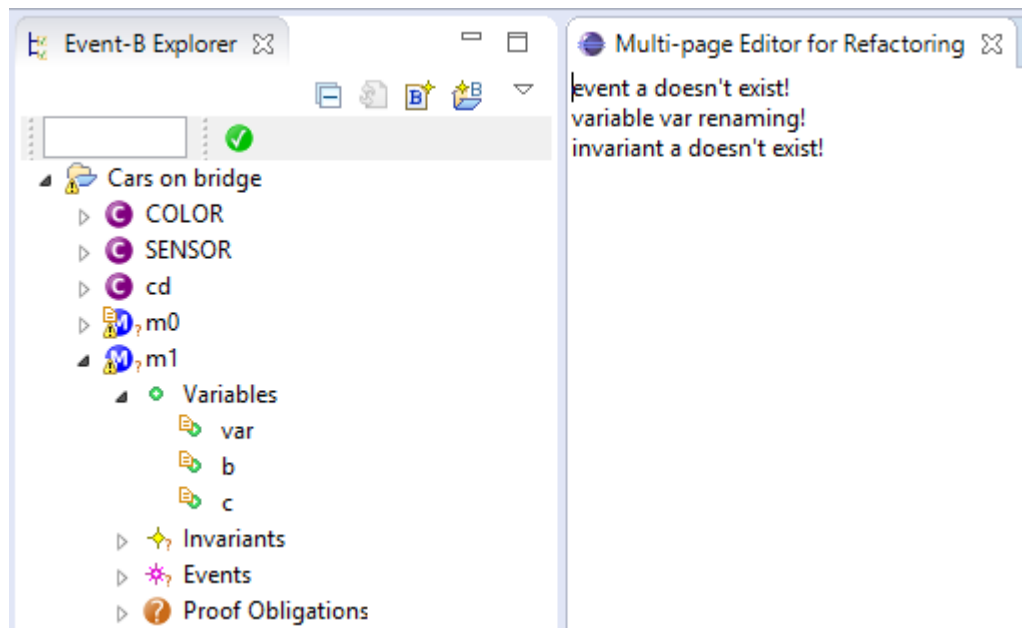 Event-B Explorer
Cars on bridge
COLOR
SENSOR
cd
m0
m1
Variables
var
b
c
Invariants
Events
Proof Obligations
Multi-page Editor for Refactoring
event a doesn't exist!
variable var renaming!
invariant a doesn't exist!